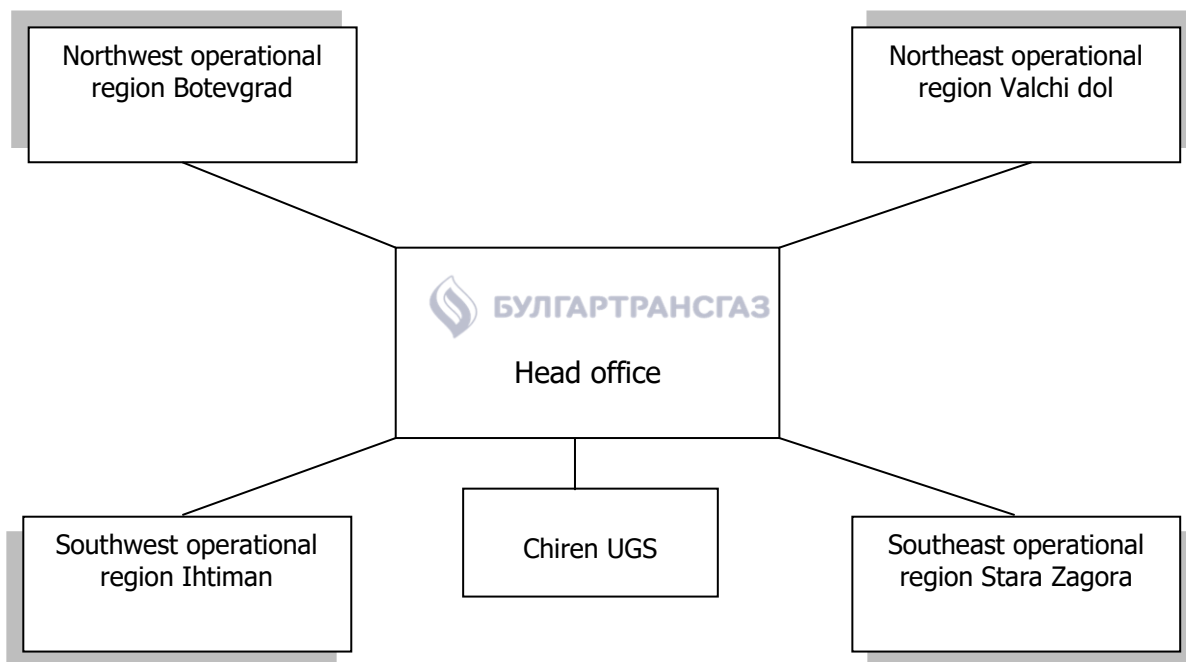 Northwest operational
region Botevgrad
Northeast operational
region Valchi dol
БУЛГАРТРАНСГАЗ
Head office
Chiren UGS
Southwest operational
region Ihtiman
Southeast operational
region Stara Zagora